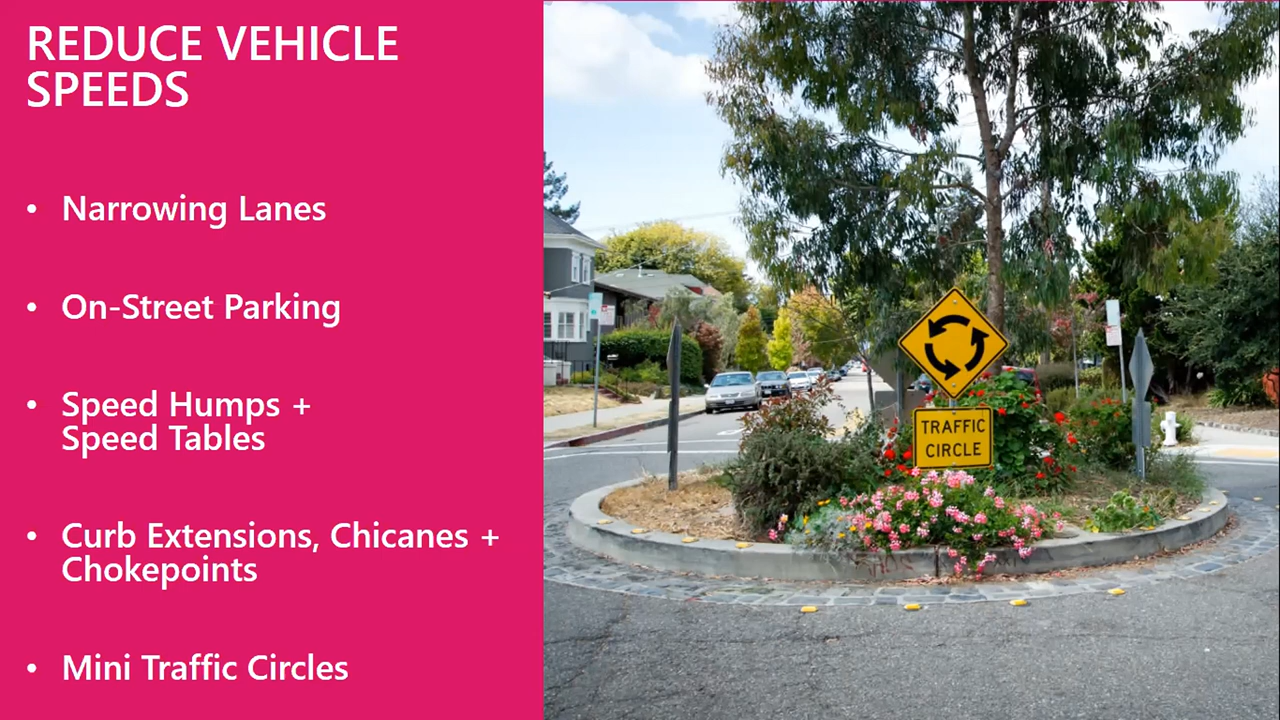 REDUCE VEHICLE
SPEEDS
• Narrowing Lanes
• On-Street Parking
• Speed Humps +
Speed Tables
• Curb Extensions, Chicanes +
Chokepoints
• Mini Traffic Circles
TRAFFIC
CIRCLE